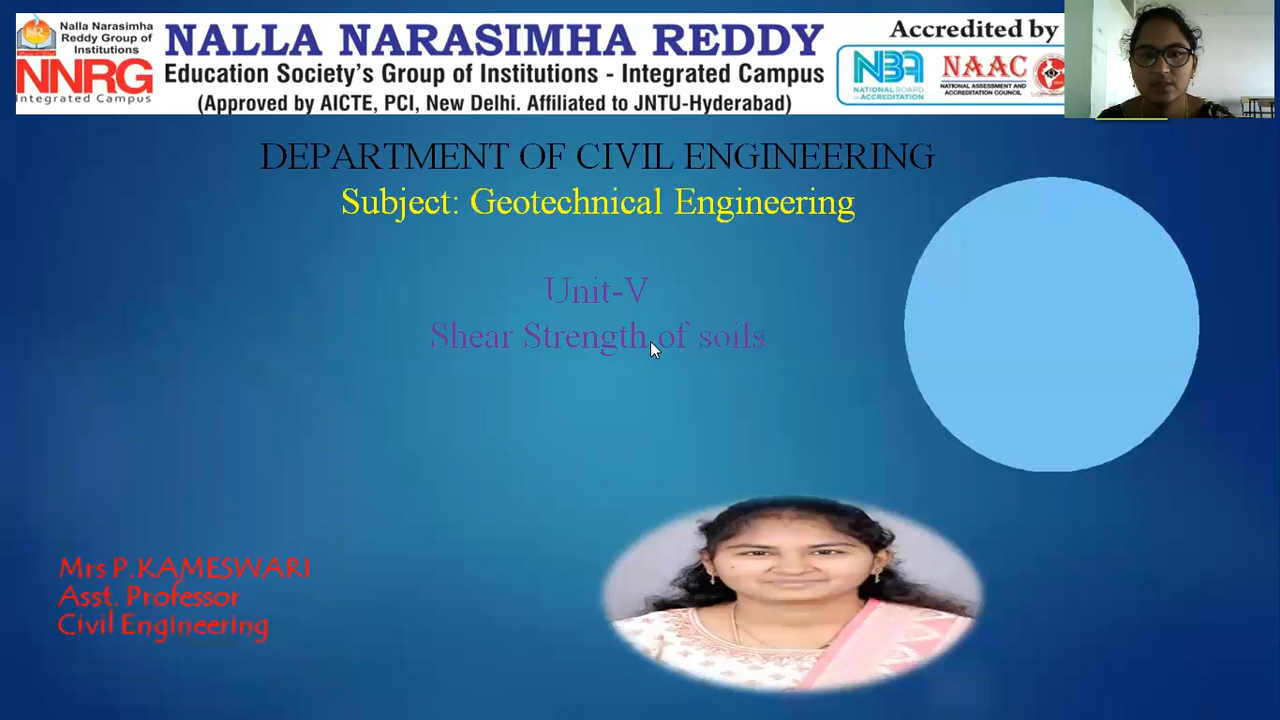 Nalla Narasimha
Reddy Group of
Institutions
NNRG
Integrated Campus
NALLA NARASIMHA REDDY
Education Society's Group of Institutions - Integrated Campus
(Approved by AICTE, PCI, New Delhi. Affiliated to JNTU-Hyderabad)
Accredited by
NBA
NATIONAL BOARD
of ACCREDITATION
NAAC
NATIONAL ASSESSMENT AND
ACCREDITATION COUNCIL
DEPARTMENT OF CIVIL ENGINEERING
Subject: Geotechnical Engineering
Unit-V
Shear Strength of soils
Mrs P.KAMESWARI
Asst. Professor
Civil Engineering